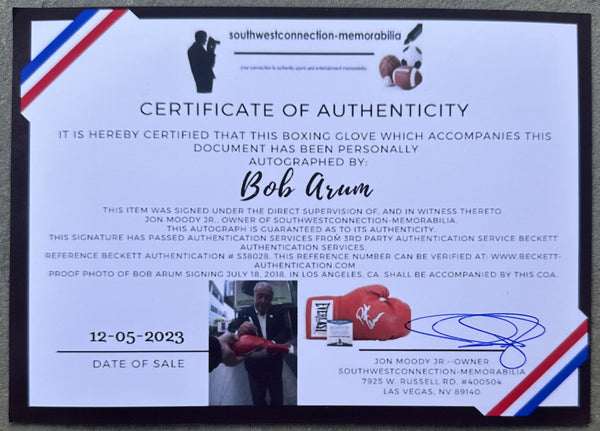 southwestconnection-memorabilia
your connection to authentic, sports and entertainment memorabilia.
CERTIFICATE OF AUTHENTICITY
IT IS HEREBY CERTIFIED THAT THIS BOXING GLOVE WHICH ACCOMPANIES THIS
DOCUMENT HAS BEEN PERSONALLY
AUTOGRAPHED BY:
Bob Arum
THIS ITEM WAS SIGNED UNDER THE DIRECT SUPERVISION OF, AND IN WITNESS THERETO
JON MOODY JR., OWNER OF SOUTHWESTCONNECTION-MEMORABILIA.
THIS AUTOGRAPH IS GUARANTEED AS TO ITS AUTHENTICITY.
THIS SIGNATURE HAS PASSED AUTHENTICATION SERVICES FROM 3RD PARTY AUTHENTICATION SERVICE BECKETT
AUTHENTICATION SERVICES,
REFERENCE BECKETT AUTHENTICATION # S38028. THIS REFERENCE NUMBER CAN BE VERIFIED AT: WWW.BECKETT-
AUTHENTICATION.COM
PROOF PHOTO OF BOB ARUM SIGNING JULY 18, 2018, IN LOS ANGELES, CA. SHALL BE ACCOMPANIED BY THIS COA.
12-05-2023
DATE OF SALE
EVERLAST
JON MOODY JR.--OWNER
SOUTHWESTCONNECTION-MEMORABILIA
7925 W. RUSSELL RD. #400504
LAS VEGAS, NV 89140